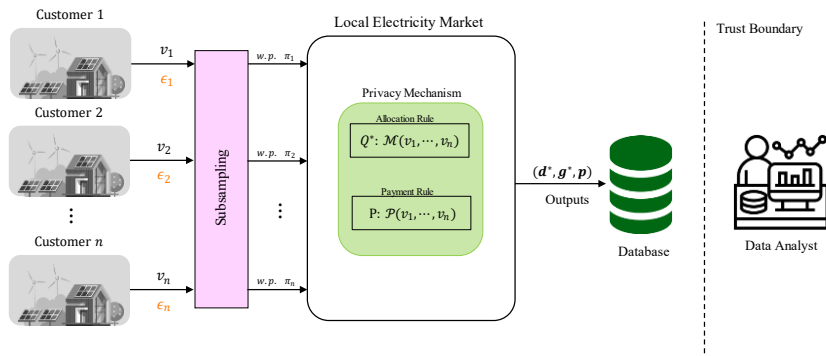 Customer 1
Local Electricity Market
Trust Boundary
v₁
ϵ₁
w.p. π₁
Privacy Mechanism
Allocation Rule
Q*: ℳ(v₁,⋯,vₙ)
Customer 2
v₂
ϵ₂
Subsampling
w.p. π₂
(d*, g*, p)
Outputs
Payment Rule
P: 𝒫(v₁,⋯,vₙ)
⋮
⋮
Customer n
Database
Data Analyst
vₙ
ϵₙ
w.p. πₙ